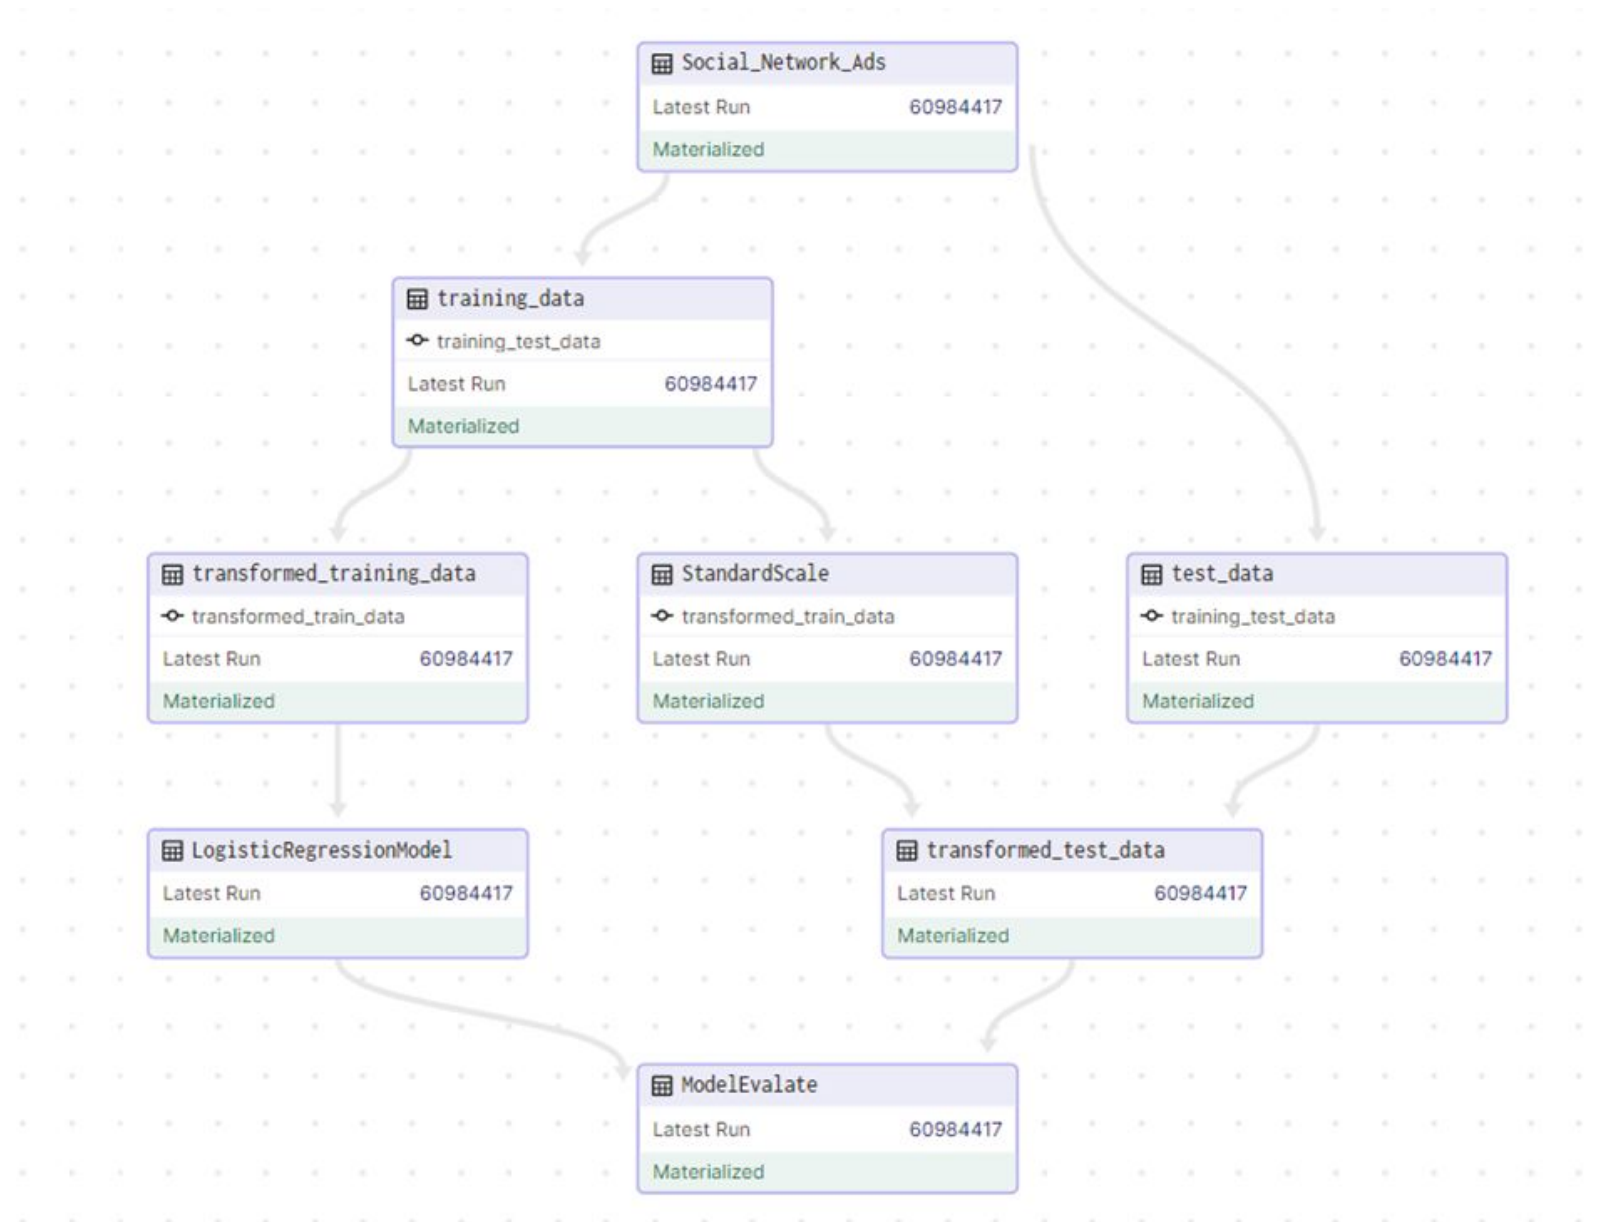 Social_Network_Ads
Latest Run 60984417
Materialized
training_data
training_test_data
Latest Run 60984417
Materialized
transformed_training_data
transformed_train_data
Latest Run 60984417
Materialized
StandardScale
transformed_train_data
Latest Run 60984417
Materialized
test_data
training_test_data
Latest Run 60984417
Materialized
LogisticRegressionModel
Latest Run 60984417
Materialized
transformed_test_data
Latest Run 60984417
Materialized
ModelEvalate
Latest Run 60984417
Materialized